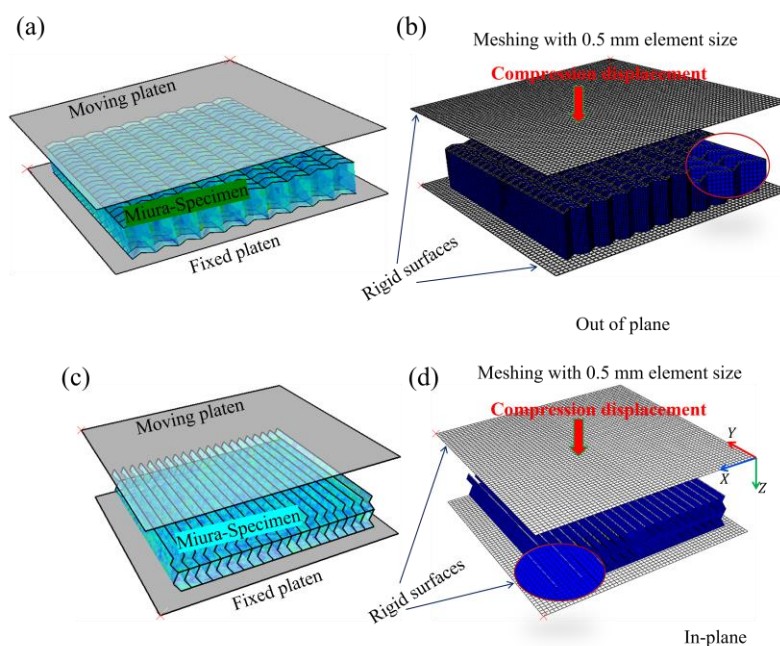 (a)
Moving platen
Miura-Specimen
Fixed platen
(b)
Meshing with 0.5 mm element size
Compression displacement
Rigid surfaces
Out of plane
(c)
Moving platen
Miura-Specimen
Fixed platen
(d)
Meshing with 0.5 mm element size
Compression displacement
Y
X
Z
Rigid surfaces
In-plane